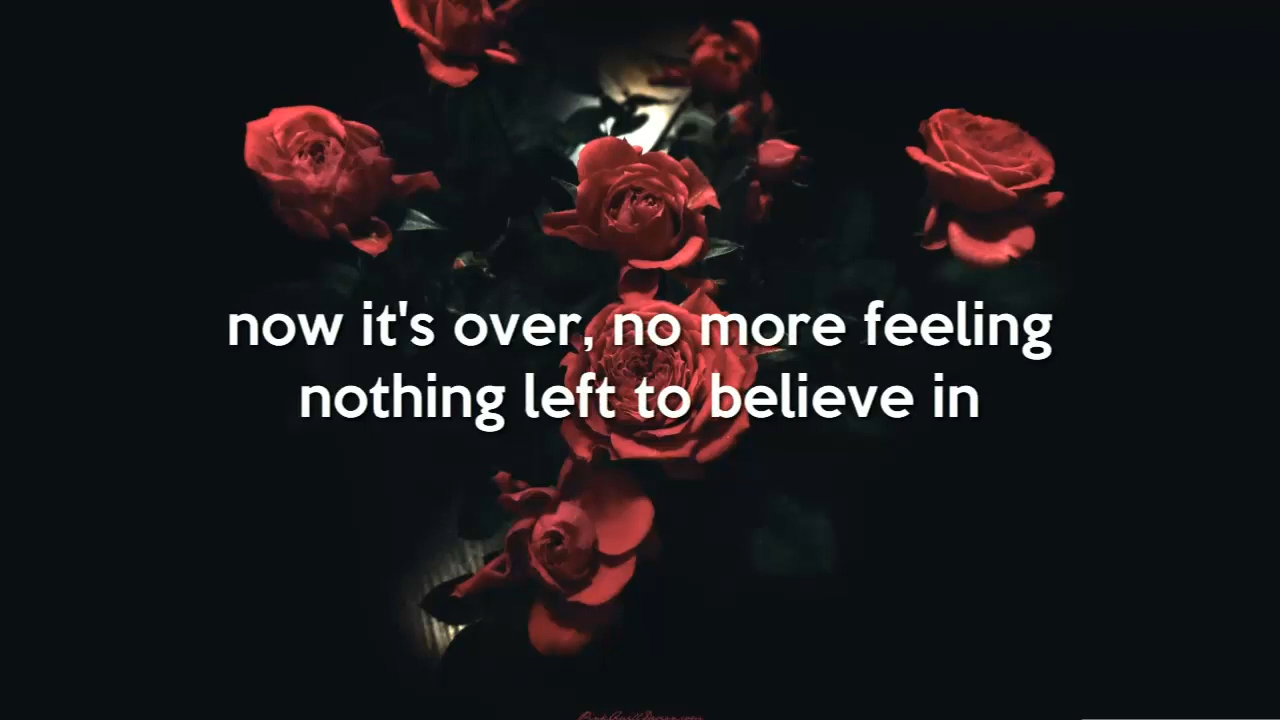 now it's over, no more feeling
nothing left to believe in